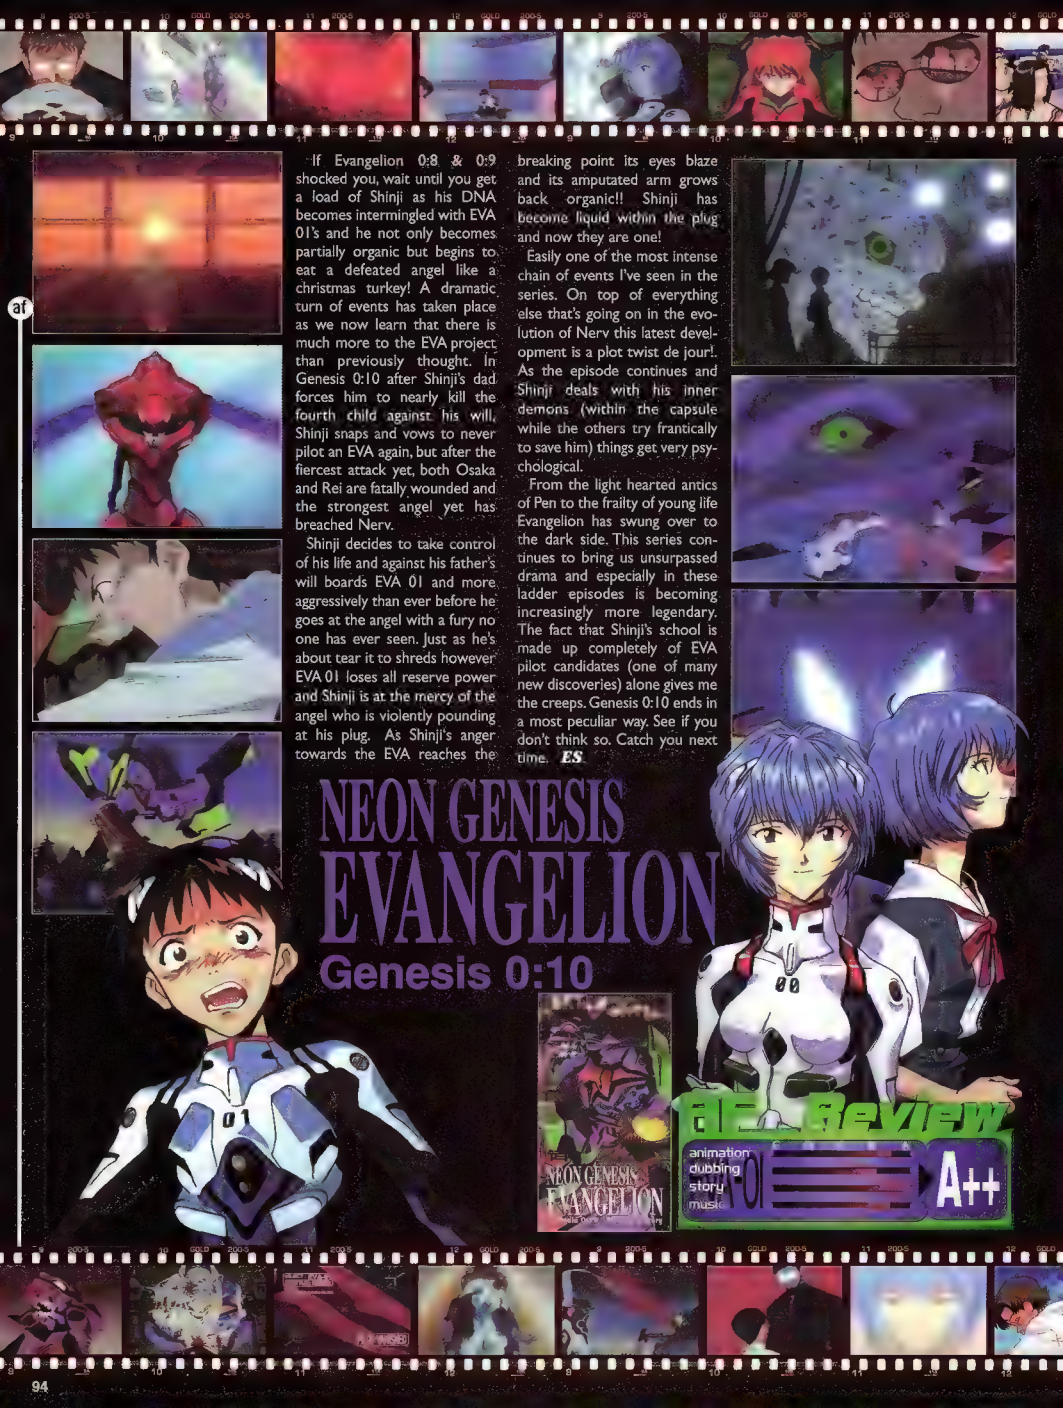 If Evangelion 0:8 & 0:9
shocked you, wait until you get
a load of Shinji as his DNA
becomes intermingled with EVA
01's and he not only becomes
partially organic but begins to
eat a defeated angel like a
christmas turkey! A dramatic
turn of events has taken place
as we now learn that there is
much more to the EVA project
than previously thought. In
Genesis 0:10 after Shinji's dad
forces him to nearly kill the
fourth child against his will,
Shinji snaps and vows to never
pilot an EVA again, but after the
fiercest attack yet, both Osaka
and Rei are fatally wounded and
the strongest angel yet has
breached Nerv.
Shinji decides to take control
of his life and against his father's
will boards EVA 01 and more
aggressively than ever before he
goes at the angel with a fury no
one has ever seen. Just as he's
about tear it to shreds however
EVA 01 loses all reserve power
and Shinji is at the mercy of the
angel who is violently pounding
at his plug. As Shinji's anger
towards the EVA reaches the
breaking point its eyes blaze
and its amputated arm grows
back organic!! Shinji has
become liquid within the plug
and now they are one!
Easily one of the most intense
chain of events I've seen in the
series. On top of everything
else that's going on in the evo-
lution of Nerv this latest devel-
opment is a plot twist de jour!.
As the episode continues and
Shinji deals with his inner
demons (within the capsule
while the others try frantically
to save him) things get very psy-
chological.
From the light hearted antics
of Pen to the frailty of young life
Evangelion has swung over to
the dark side. This series con-
tinues to bring us unsurpassed
drama and especially in these
ladder episodes is becoming
increasingly more legendary.
The fact that Shinji's school is
made up completely of EVA
pilot candidates (one of many
new discoveries) alone gives me
the creeps. Genesis 0:10 ends in
a most peculiar way. See if you
don't think so. Catch you next
time. ES
af
NEON GENESIS
EVANGELION
Genesis 0:10
01
00
NEON GENESIS
EVANGELION
AF Review
animation
dubbing
story
music
A++
94